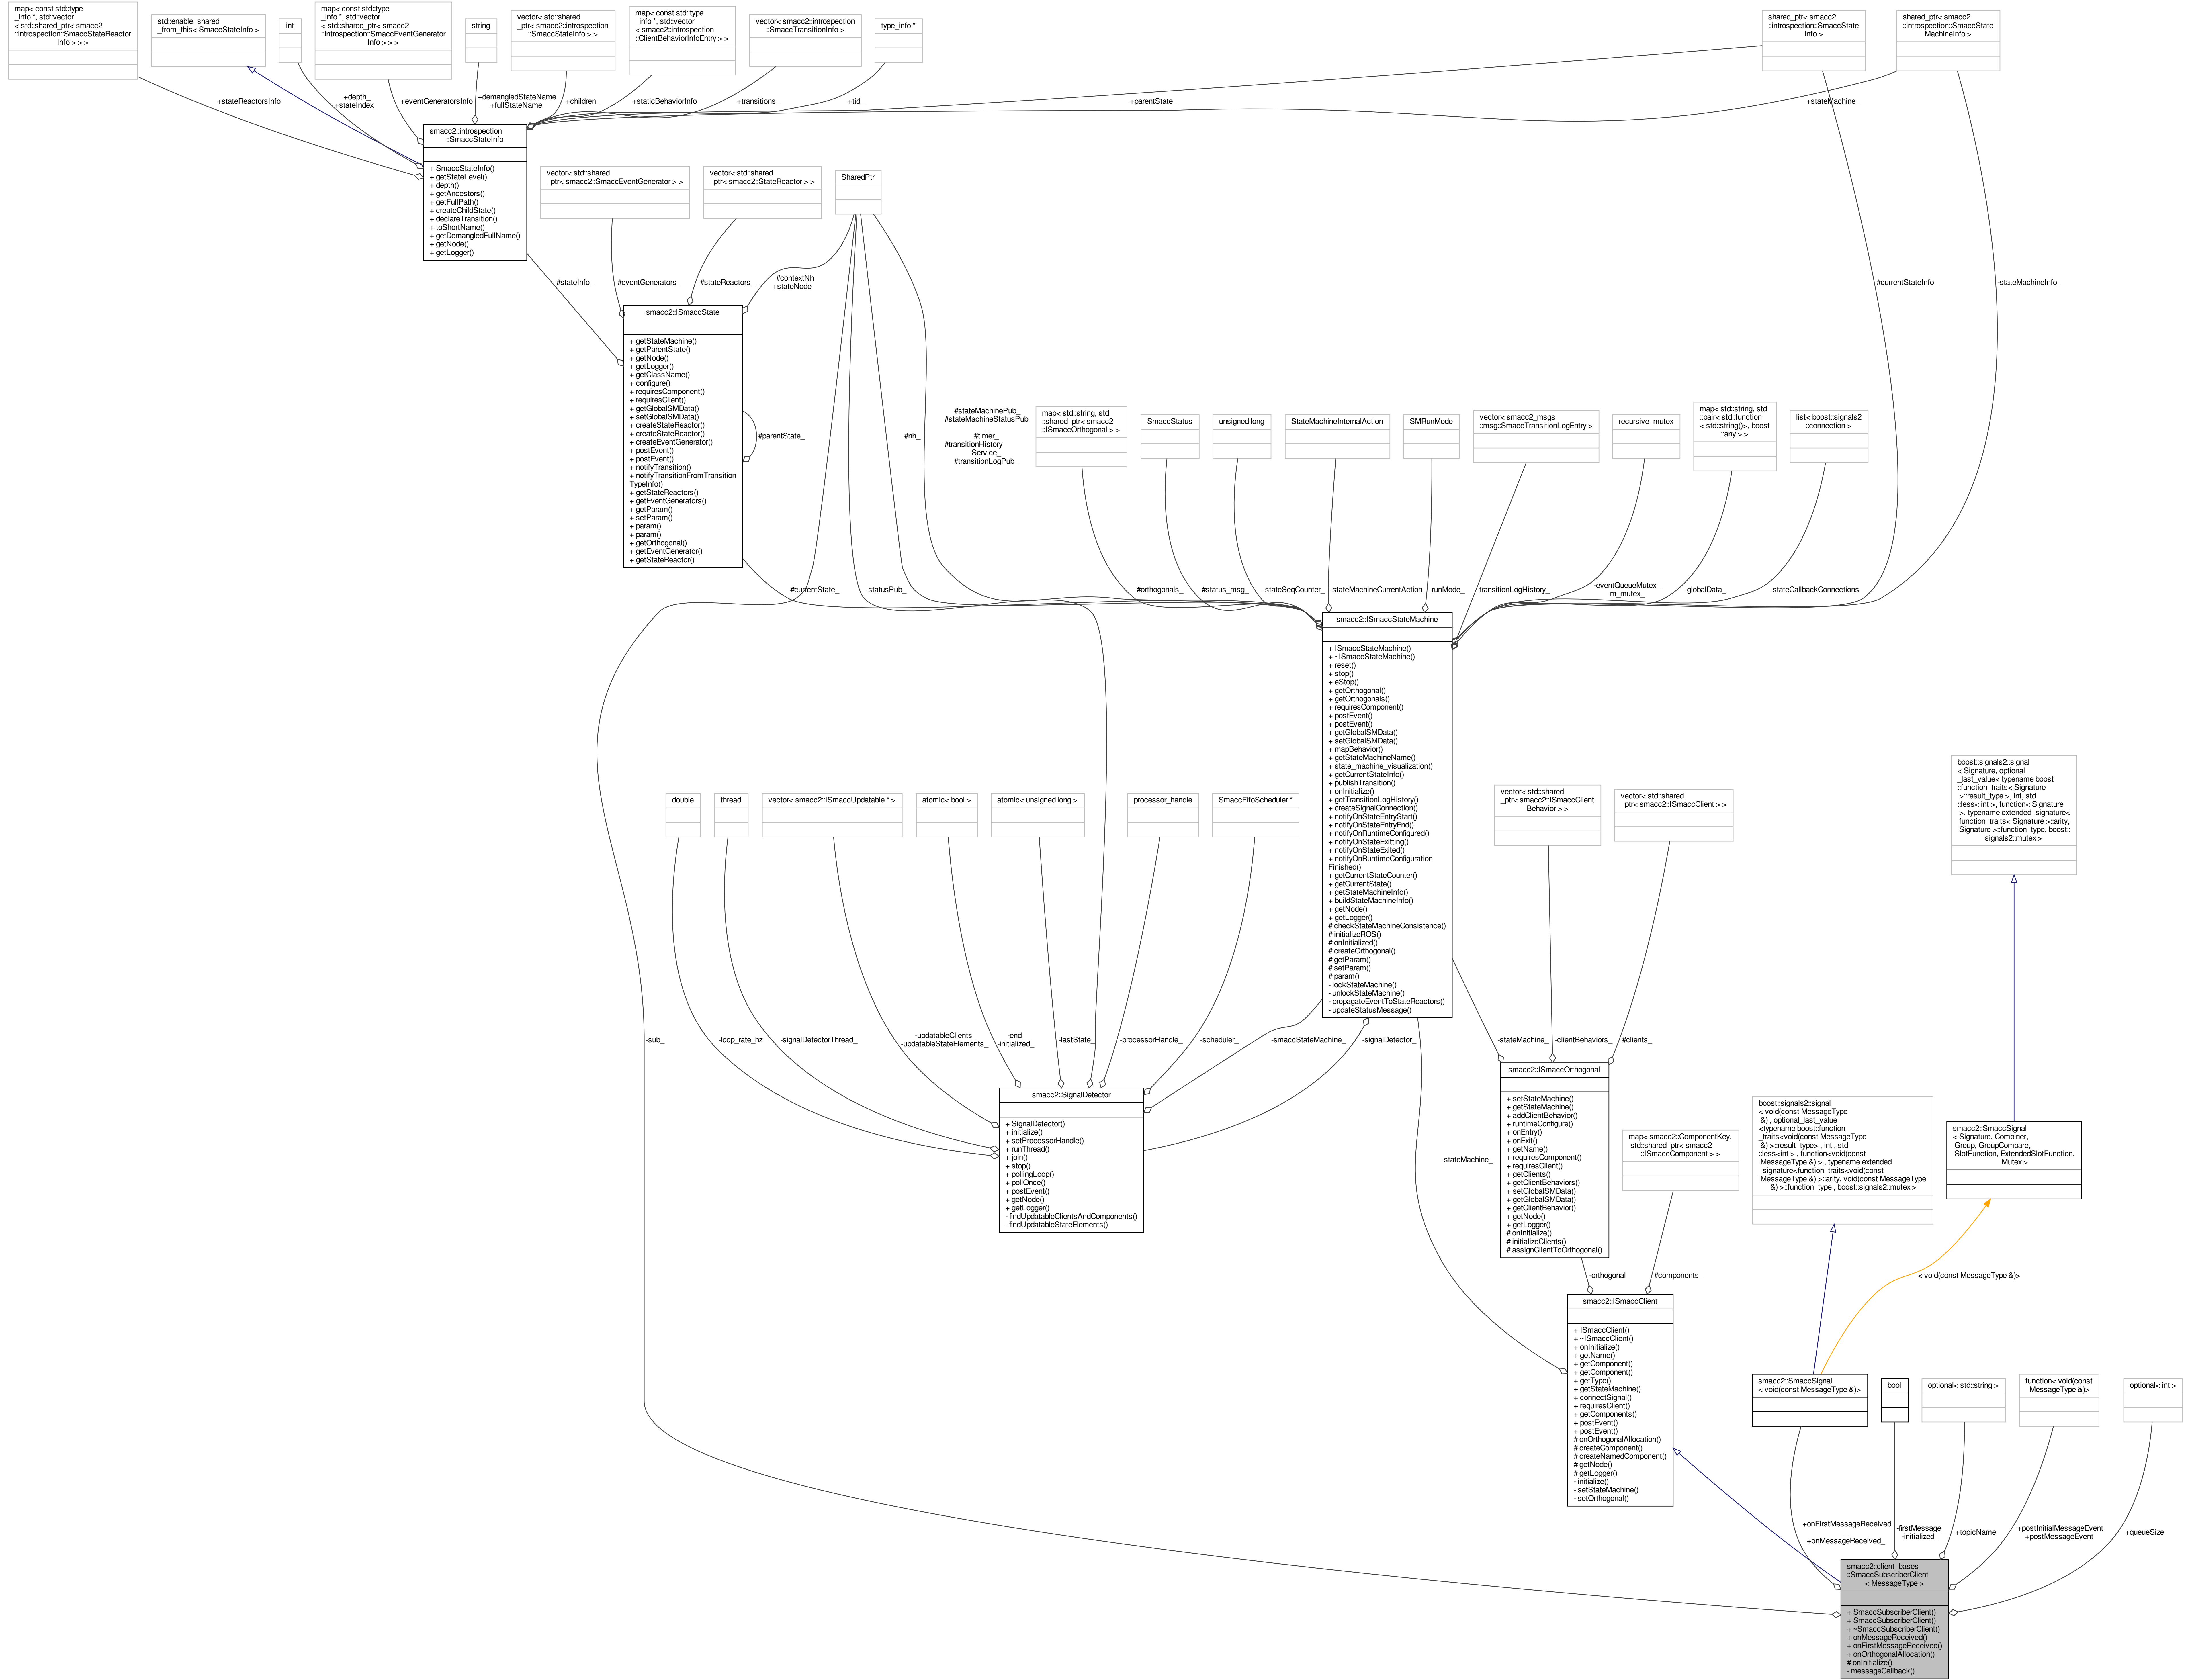 map< const std::type
_info *, std::vector
< std::shared_ptr< smacc2
::introspection::SmaccStateReactor
Info > > >
std::enable_shared
_from_this< SmaccStateInfo >
int
map< const std::type
_info *, std::vector
< std::shared_ptr< smacc2
::introspection::SmaccEventGenerator
Info > > >
string
vector< std::shared
_ptr< smacc2::introspection
::SmaccStateInfo > >
map< const std::type
_info *, std::vector
< smacc2::introspection
::ClientBehaviorInfoEntry > >
vector< smacc2::introspection
::SmaccTransitionInfo >
type_info *
shared_ptr< smacc2
::introspection::SmaccState
Info >
shared_ptr< smacc2
::introspection::SmaccState
MachineInfo >
+stateReactorsInfo
+depth_
+stateIndex_
+eventGeneratorsInfo
+demangledStateName
+fullStateName
+children_
+staticBehaviorInfo
+transitions_
+tid_
+parentState_
+stateMachine_
smacc2::introspection
::SmaccStateInfo
+ SmaccStateInfo()
+ getStateLevel()
+ depth()
+ getAncestors()
+ getFullPath()
+ createChildState()
+ declareTransition()
+ toShortName()
+ getDemangledFullName()
+ getNode()
+ getLogger()
vector< std::shared
_ptr< smacc2::SmaccEventGenerator > >
vector< std::shared
_ptr< smacc2::StateReactor > >
SharedPtr
#stateInfo_
#eventGenerators_
#stateReactors_
#contextNh
+stateNode_
#currentStateInfo_
-stateMachineInfo_
smacc2::ISmaccState
+ getStateMachine()
+ getParentState()
+ getNode()
+ getLogger()
+ getClassName()
+ configure()
+ requiresComponent()
+ requiresClient()
+ getGlobalSMData()
+ setGlobalSMData()
+ createStateReactor()
+ createStateReactor()
+ createEventGenerator()
+ postEvent()
+ postEvent()
+ notifyTransition()
+ notifyTransitionFromTransition
TypeInfo()
+ getStateReactors()
+ getEventGenerators()
+ getParam()
+ setParam()
+ param()
+ param()
+ getOrthogonal()
+ getEventGenerator()
+ getStateReactor()
#parentState_
#nh_
#stateMachinePub_
#stateMachineStatusPub
_
#timer_
#transitionHistory
Service_
#transitionLogPub_
map< std::string, std
::shared_ptr< smacc2
::ISmaccOrthogonal > >
SmaccStatus
unsigned long
StateMachineInternalAction
SMRunMode
vector< smacc2_msgs
::msg::SmaccTransitionLogEntry >
recursive_mutex
map< std::string, std
::pair< std::function
< std::string()>, boost
::any > >
list< boost::signals2
::connection >
#currentState_
-statusPub_
#orthogonals_
#status_msg_
-stateSeqCounter_
-stateMachineCurrentAction
-runMode_
-transitionLogHistory_
-eventQueueMutex_
-m_mutex_
-globalData_
-stateCallbackConnections
smacc2::ISmaccStateMachine
+ ISmaccStateMachine()
+ ~ISmaccStateMachine()
+ reset()
+ stop()
+ eStop()
+ getOrthogonal()
+ getOrthogonals()
+ requiresComponent()
+ postEvent()
+ postEvent()
+ getGlobalSMData()
+ setGlobalSMData()
+ mapBehavior()
+ getStateMachineName()
+ state_machine_visualization()
+ getCurrentStateInfo()
+ publishTransition()
+ onInitialize()
+ getTransitionLogHistory()
+ createSignalConnection()
+ notifyOnStateEntryStart()
+ notifyOnStateEntryEnd()
+ notifyOnRuntimeConfigured()
+ notifyOnStateExitting()
+ notifyOnStateExited()
+ notifyOnRuntimeConfiguration
Finished()
+ getCurrentStateCounter()
+ getCurrentState()
+ getStateMachineInfo()
+ buildStateMachineInfo()
+ getNode()
+ getLogger()
# checkStateMachineConsistence()
# initializeROS()
# onInitialized()
# createOrthogonal()
# getParam()
# setParam()
# param()
- lockStateMachine()
- unlockStateMachine()
- propagateEventToStateReactors()
- updateStatusMessage()
double
thread
vector< smacc2::ISmaccUpdatable * >
atomic< bool >
atomic< unsigned long >
processor_handle
SmaccFifoScheduler *
vector< std::shared
_ptr< smacc2::ISmaccClient
Behavior > >
vector< std::shared
_ptr< smacc2::ISmaccClient > >
boost::signals2::signal
< Signature, optional
_last_value< typename boost
::function_traits< Signature
>::result_type >, int, std
::less< int >, function< Signature
>, typename extended_signature<
function_traits< Signature >::arity,
Signature >::function_type, boost::
signals2::mutex >
-sub_
-loop_rate_hz
-signalDetectorThread_
-updatableClients_
-updatableStateElements_
-end_
-initialized_
-lastState_
-processorHandle_
-scheduler_
-smaccStateMachine_
-signalDetector_
-stateMachine_
-clientBehaviors_
#clients_
smacc2::SignalDetector
+ SignalDetector()
+ initialize()
+ setProcessorHandle()
+ runThread()
+ join()
+ stop()
+ pollingLoop()
+ pollOnce()
+ postEvent()
+ getNode()
+ getLogger()
- findUpdatableClientsAndComponents()
- findUpdatableStateElements()
smacc2::ISmaccOrthogonal
+ setStateMachine()
+ getStateMachine()
+ addClientBehavior()
+ runtimeConfigure()
+ onEntry()
+ onExit()
+ getName()
+ requiresComponent()
+ requiresClient()
+ getClients()
+ getClientBehaviors()
+ setGlobalSMData()
+ getGlobalSMData()
+ getClientBehavior()
+ getNode()
+ getLogger()
# onInitialize()
# initializeClients()
# assignClientToOrthogonal()
map< smacc2::ComponentKey,
std::shared_ptr< smacc2
::ISmaccComponent > >
boost::signals2::signal
< void(const MessageType
&) , optional_last_value
<typename boost::function
_traits<void(const MessageType
&) >::result_type> , int , std
::less<int > , function<void(const
MessageType &) > , typename extended
_signature<function_traits<void(const
MessageType &) >::arity, void(const MessageType
&) >::function_type , boost::signals2::mutex >
smacc2::SmaccSignal
< Signature, Combiner,
Group, GroupCompare,
SlotFunction, ExtendedSlotFunction,
Mutex >
-stateMachine_
-orthogonal_
#components_
< void(const MessageType &)>
smacc2::ISmaccClient
+ ISmaccClient()
+ ~ISmaccClient()
+ onInitialize()
+ getName()
+ getComponent()
+ getComponent()
+ getType()
+ getStateMachine()
+ connectSignal()
+ requiresClient()
+ getComponents()
+ postEvent()
+ postEvent()
# onOrthogonalAllocation()
# createComponent()
# createNamedComponent()
# getNode()
# getLogger()
- initialize()
- setStateMachine()
- setOrthogonal()
smacc2::SmaccSignal
< void(const MessageType &)>
bool
optional< std::string >
function< void(const
MessageType &)>
optional< int >
+onFirstMessageReceived
_
+onMessageReceived_
-firstMessage_
-initialized_
+topicName
+postInitialMessageEvent
+postMessageEvent
+queueSize
smacc2::client_bases
::SmaccSubscriberClient
< MessageType >
+ SmaccSubscriberClient()
+ SmaccSubscriberClient()
+ ~SmaccSubscriberClient()
+ onMessageReceived()
+ onFirstMessageReceived()
+ onOrthogonalAllocation()
# onInitialize()
- messageCallback()